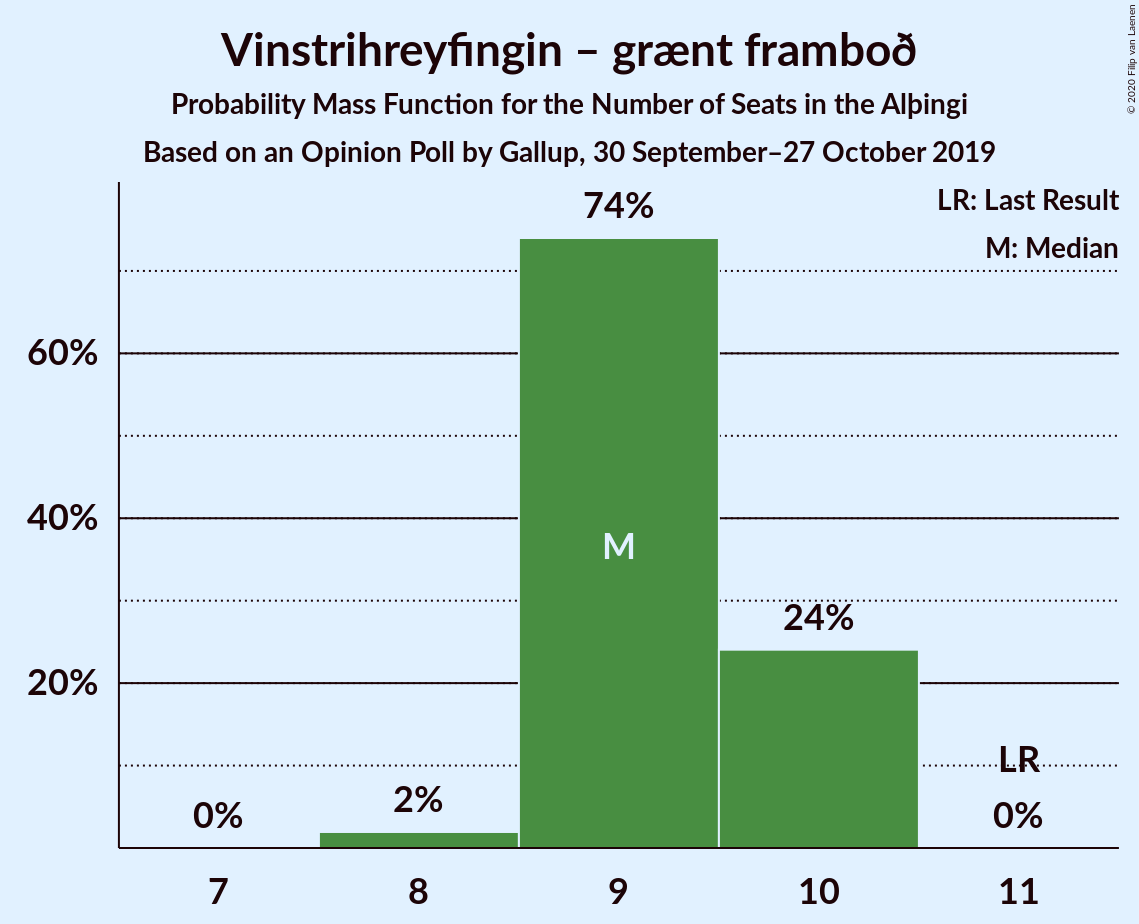 Vinstrihreyfingin – grænt framboð
Probability Mass Function for the Number of Seats in the Alþingi
Based on an Opinion Poll by Gallup, 30 September–27 October 2019
© 2020 Filip van Laenen
LR: Last Result
M: Median
74%
60%
40%
M
24%
20%
LR
2%
0%
0%
7
8
9
10
11